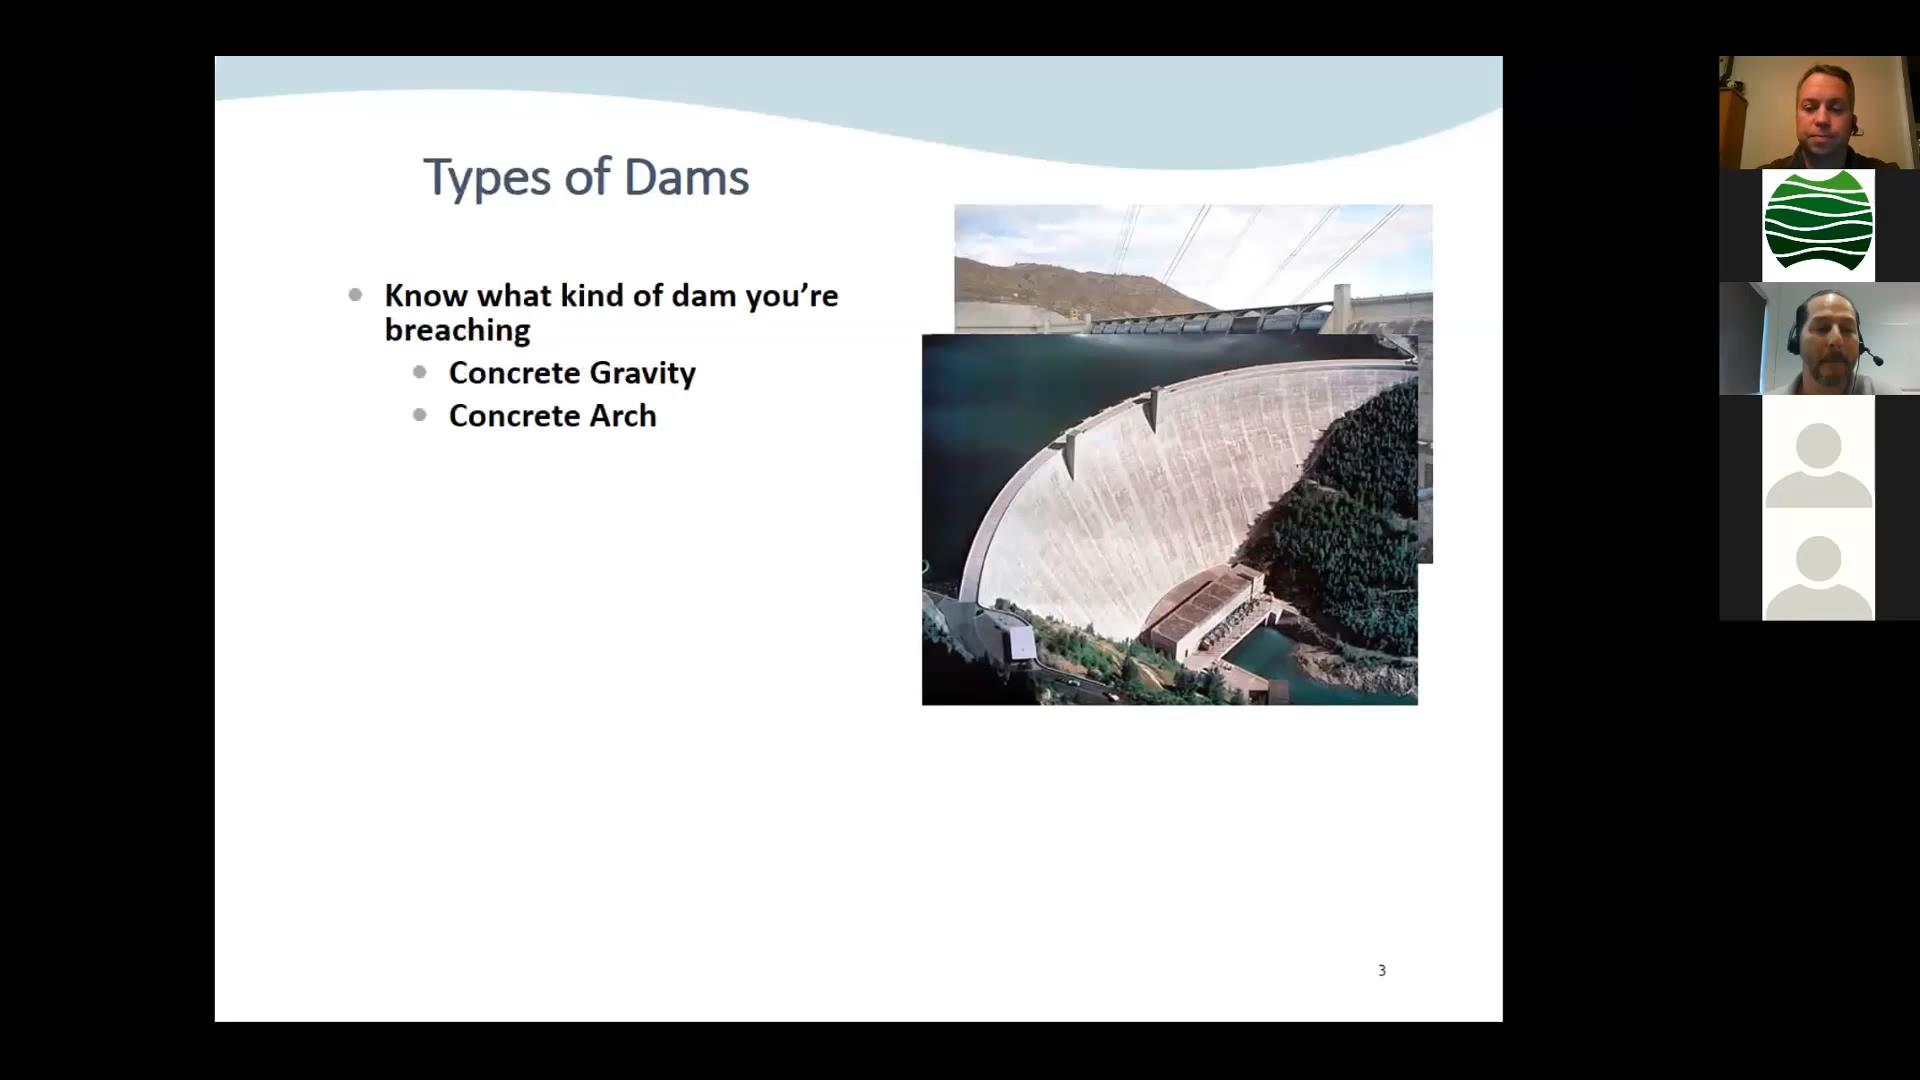 Types of Dams
Know what kind of dam you’re
breaching
Concrete Gravity
Concrete Arch
3